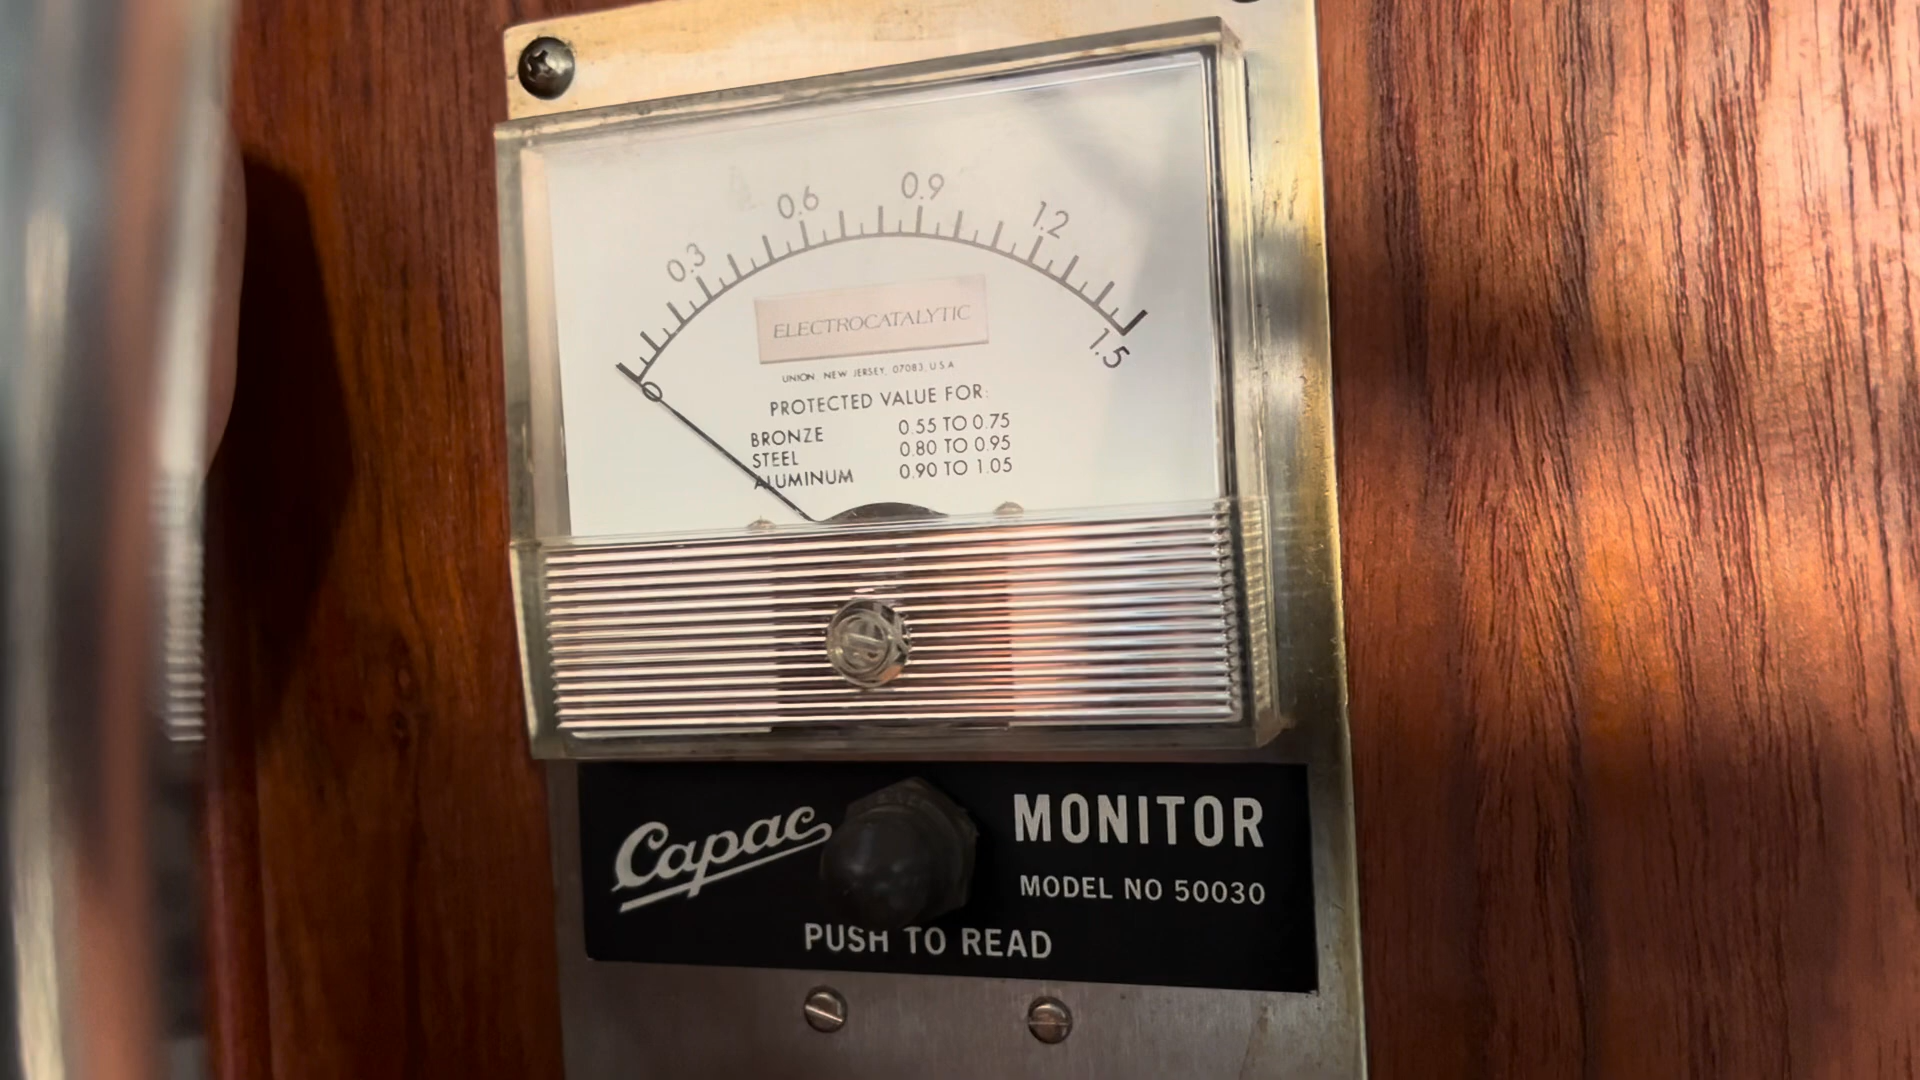 0 0.3 0.6 0.9 1.2 1.5
ELECTROCATALYTIC
UNION, NEW JERSEY, 07083, U.S.A
PROTECTED VALUE FOR:
BRONZE 0.55 TO 0.75
STEEL 0.80 TO 0.95
ALUMINUM 0.90 TO 1.05
Capac MONITOR
MODEL NO 50030
PUSH TO READ